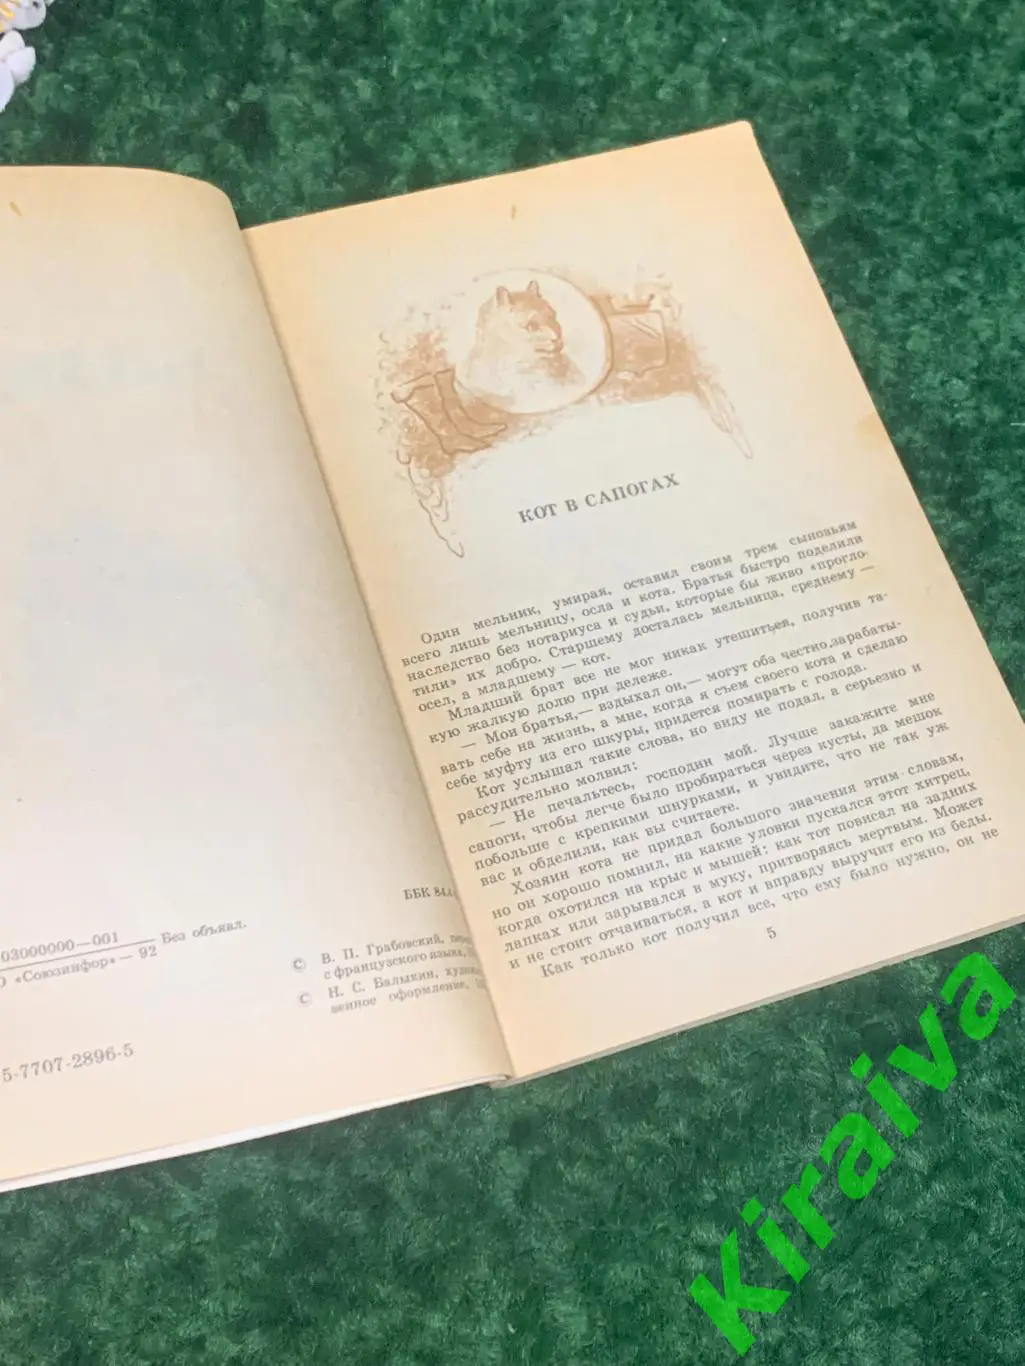 03000000—001
О «Союзинфор» — 92
Без объявл.
5-7707-2896-5
ББК 84.
© В. П. Грабовский,
с французского языка,
© Н. С. Балыкин,
венное оформление,
КОТ В САПОГАХ
Один мельник, умирая, оставил своим трем сыновьям
всего лишь мельницу, осла и кота. Братья быстро поделили
наследство без нотариуса и судьи, которые бы живо «прогло-
тили» их добро. Старшему досталась мельница, среднему —
осел, а младшему — кот.
Младший брат все не мог никак утешиться, получив та-
кую жалкую долю при дележе.
— Мои братья,— вздыхал он,— могут оба честно зарабаты-
вать себе на жизнь, а мне, когда я съем своего кота и сделаю
себе муфту из его шкуры, придется помирать с голода.
Кот услышал такие слова, но виду не подал, а серьезно и
рассудительно молвил:
— Не печальтесь, господин мой. Лучше закажите мне
сапоги, чтобы легче было пробираться через кусты, да мешок
побольше с крепкими шнурками, и увидите, что не так уж
вас и обделили, как вы считаете.
Хозяин кота не придал большого значения этим словам,
но он хорошо помнил, на какие уловки пускался этот хитрец,
когда охотился на крыс и мышей: как тот повисал на задних
лапках или зарывался в муку, притворяясь мертвым. Может
и не стоит отчаиваться, а кот и вправду выручит его из беды.
Как только кот получил все, что ему было нужно, он не
5
Kiraiva